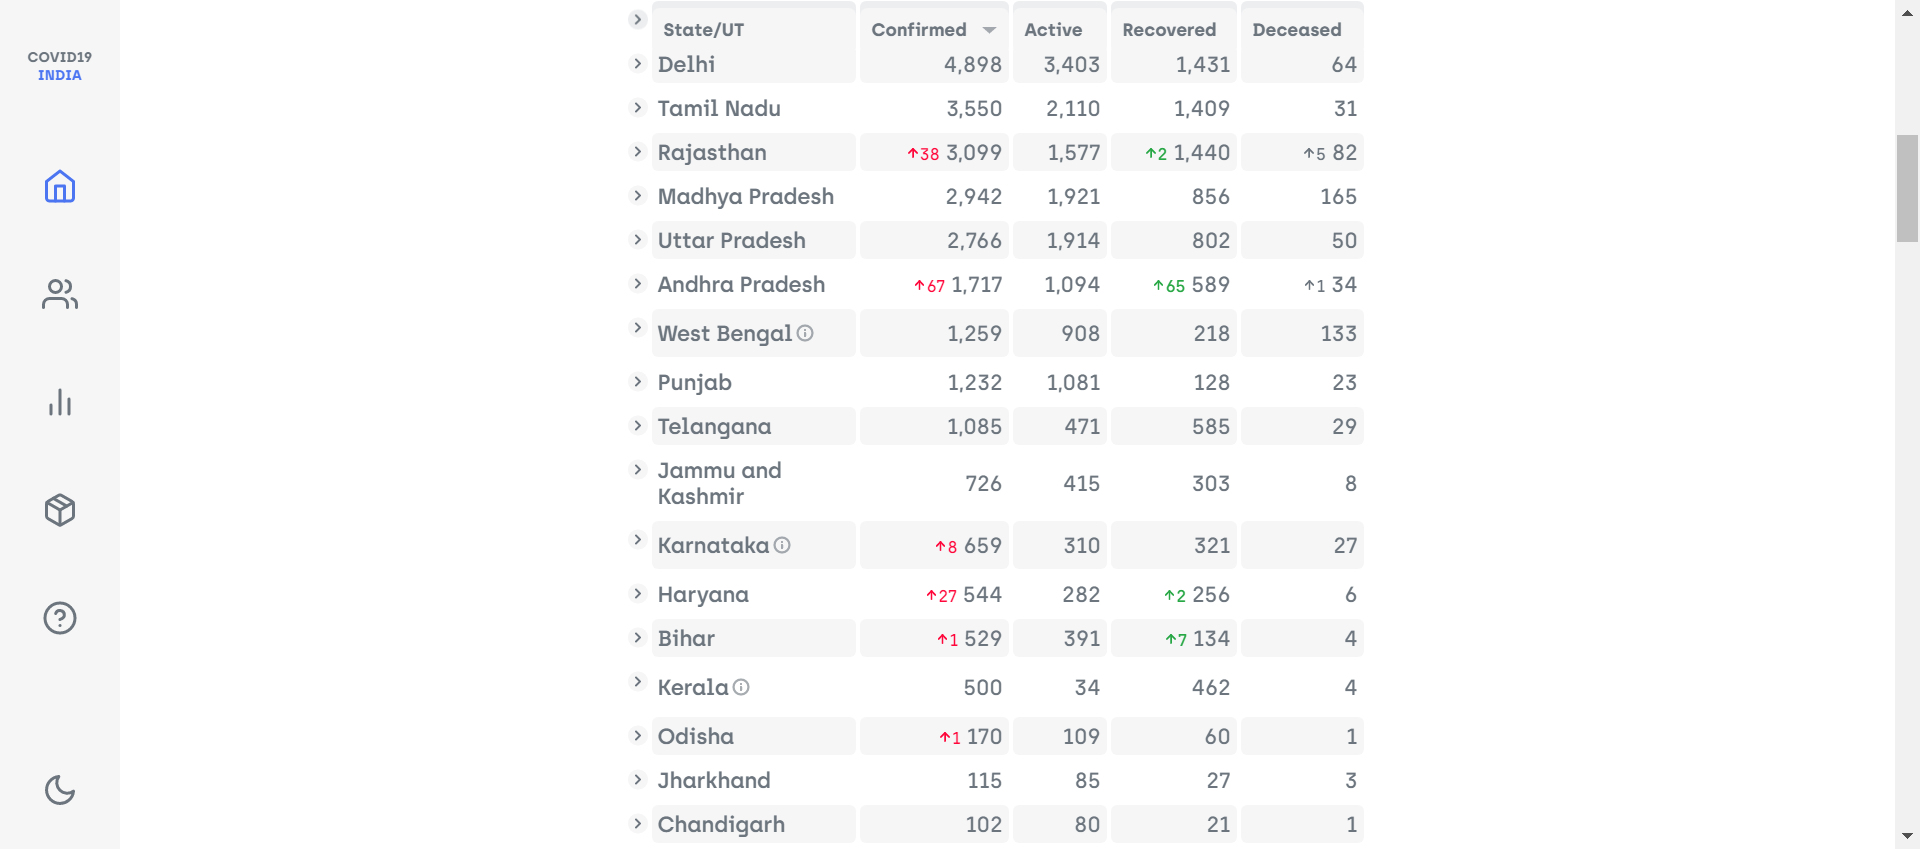 COVID19
INDIA
State/UT Confirmed Active Recovered Deceased
Delhi 4,898 3,403 1,431 64
Tamil Nadu 3,550 2,110 1,409 31
Rajasthan ↑38 3,099 1,577 ↑2 1,440 ↑5 82
Madhya Pradesh 2,942 1,921 856 165
Uttar Pradesh 2,766 1,914 802 50
Andhra Pradesh ↑67 1,717 1,094 ↑65 589 ↑1 34
West Bengal 1,259 908 218 133
Punjab 1,232 1,081 128 23
Telangana 1,085 471 585 29
Jammu and
Kashmir 726 415 303 8
Karnataka ↑8 659 310 321 27
Haryana ↑27 544 282 ↑2 256 6
Bihar ↑1 529 391 ↑7 134 4
Kerala 500 34 462 4
Odisha ↑1 170 109 60 1
Jharkhand 115 85 27 3
Chandigarh 102 80 21 1